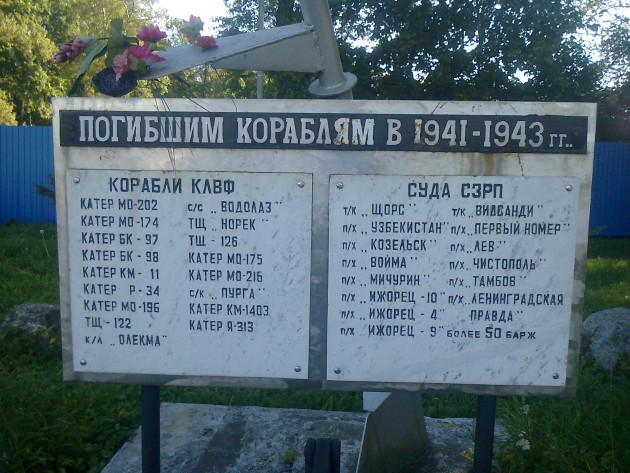 ПОГИБШИМ КОРАБЛЯМ В 1941-1943 гг..
КОРАБЛИ КЛВФ
КАТЕР МО-202
КАТЕР МО-174
КАТЕР БК - 97
КАТЕР БК - 98
КАТЕР КМ - 11
КАТЕР Р - 34
КАТЕР МО-196
ТЩ - 122
К/Л „ОЛЕКМА"
С/С „ВОДОЛАЗ"
ТЩ „НОРЕК"
ТЩ - 126
КАТЕР МО-175
КАТЕР МО-216
С/К „ПУРГА"
КАТЕР КМ-1403
КАТЕР Я-313
СУДА СЗРП
Т/К „ЩОРС"
П/Х „УЗБЕКИСТАН"
П/Х „КОЗЕЛЬСК"
П/Х „ВОЙМА"
П/Х „МИЧУРИН"
П/Х „ИЖОРЕЦ - 10"
П/Х „ИЖОРЕЦ - 4"
П/Х „ИЖОРЕЦ - 9"
Т/К „ВИЛСАНДИ"
П/Х „ПЕРВЫЙ НОМЕР"
П/Х „ЛЕВ"
П/Х „ЧИСТОПОЛЬ"
П/Х „ТАМБОВ"
П/Х „ЛЕНИНГРАДСКАЯ
ПРАВДА"
БОЛЕЕ 50 БАРЖ